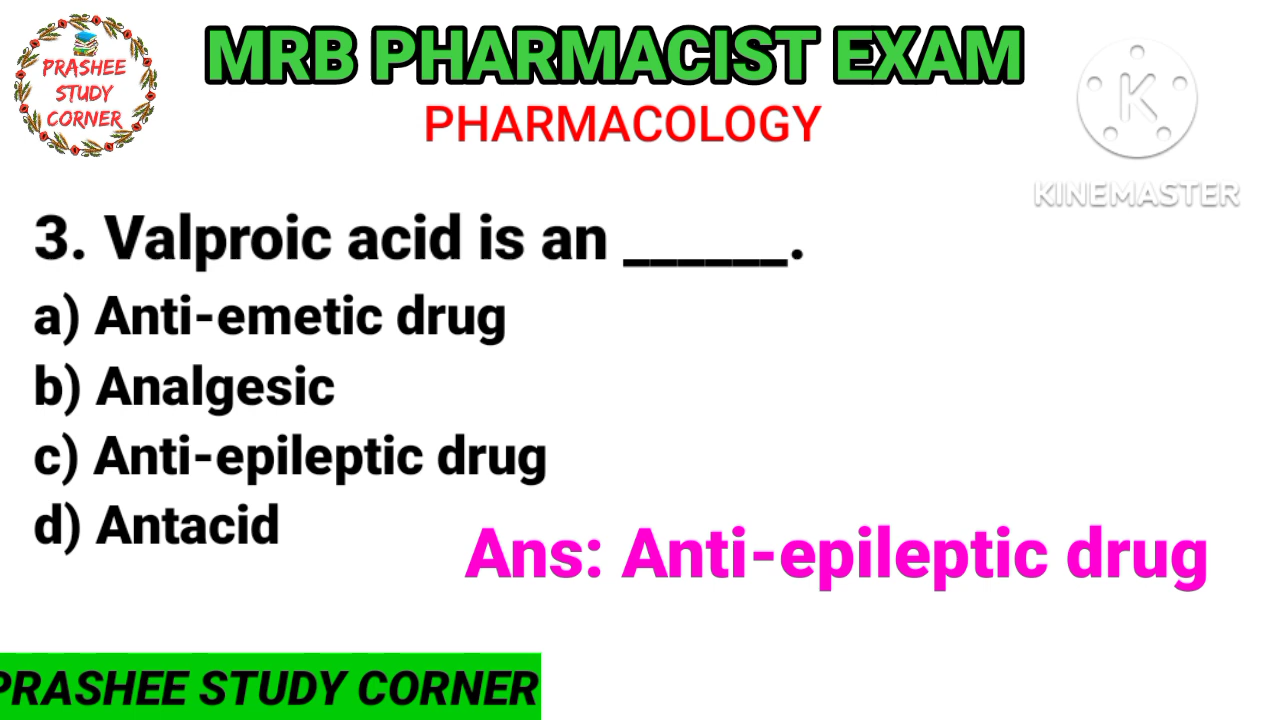 PRASHEE
STUDY
CORNER
MRB PHARMACIST EXAM
PHARMACOLOGY
K
KINEMASTER
3. Valproic acid is an ______.
a) Anti-emetic drug
b) Analgesic
c) Anti-epileptic drug
d) Antacid
Ans: Anti-epileptic drug
PRASHEE STUDY CORNER